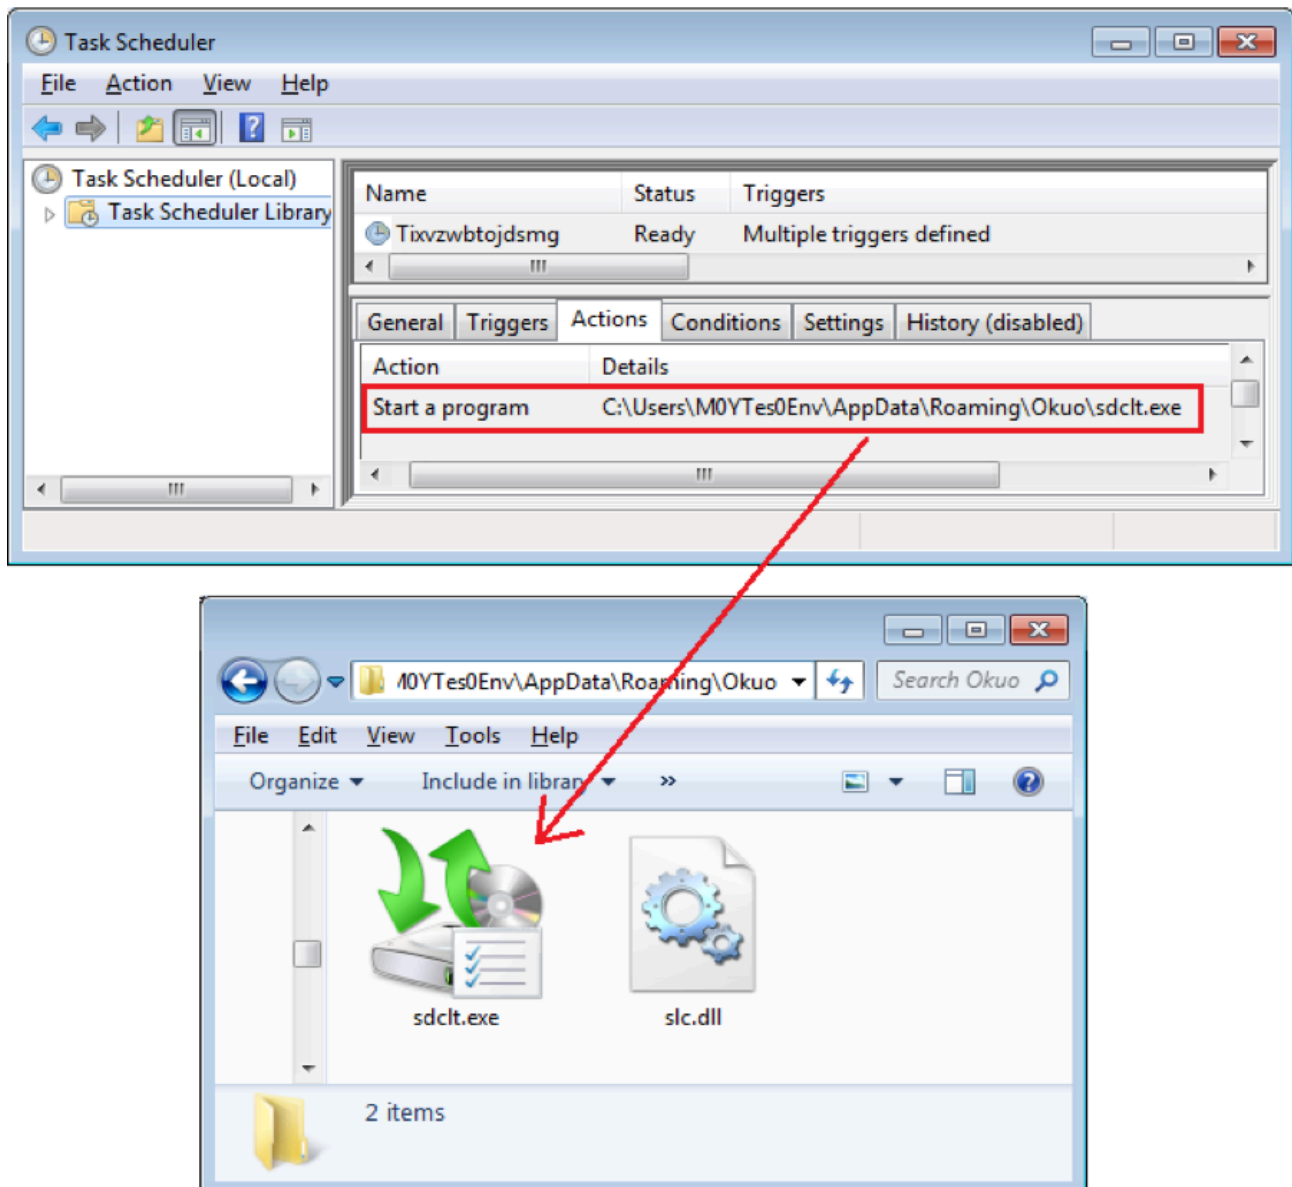 Task Scheduler
File Action View Help
Task Scheduler (Local)
Task Scheduler Library
Name Status Triggers
Tixvzwbtojdsmg Ready Multiple triggers defined
General Triggers Actions Conditions Settings History (disabled)
Action Details
Start a program C:\Users\M0YTes0Env\AppData\Roaming\Okuo\sdclt.exe
10YTes0Env\AppData\Roaming\Okuo Search Okuo
File Edit View Tools Help
Organize Include in library »
sdclt.exe slc.dll
2 items